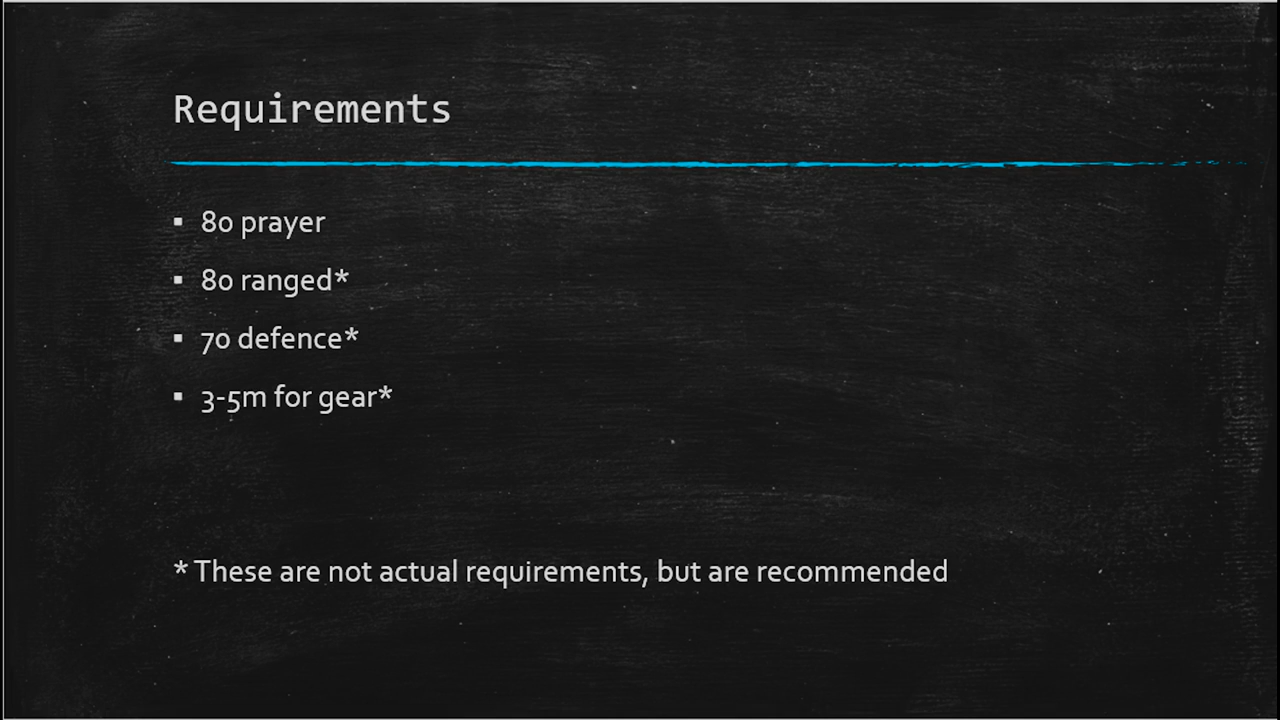 Requirements
▪ 80 prayer
▪ 80 ranged*
▪ 70 defence*
▪ 3-5m for gear*
* These are not actual requirements, but are recommended